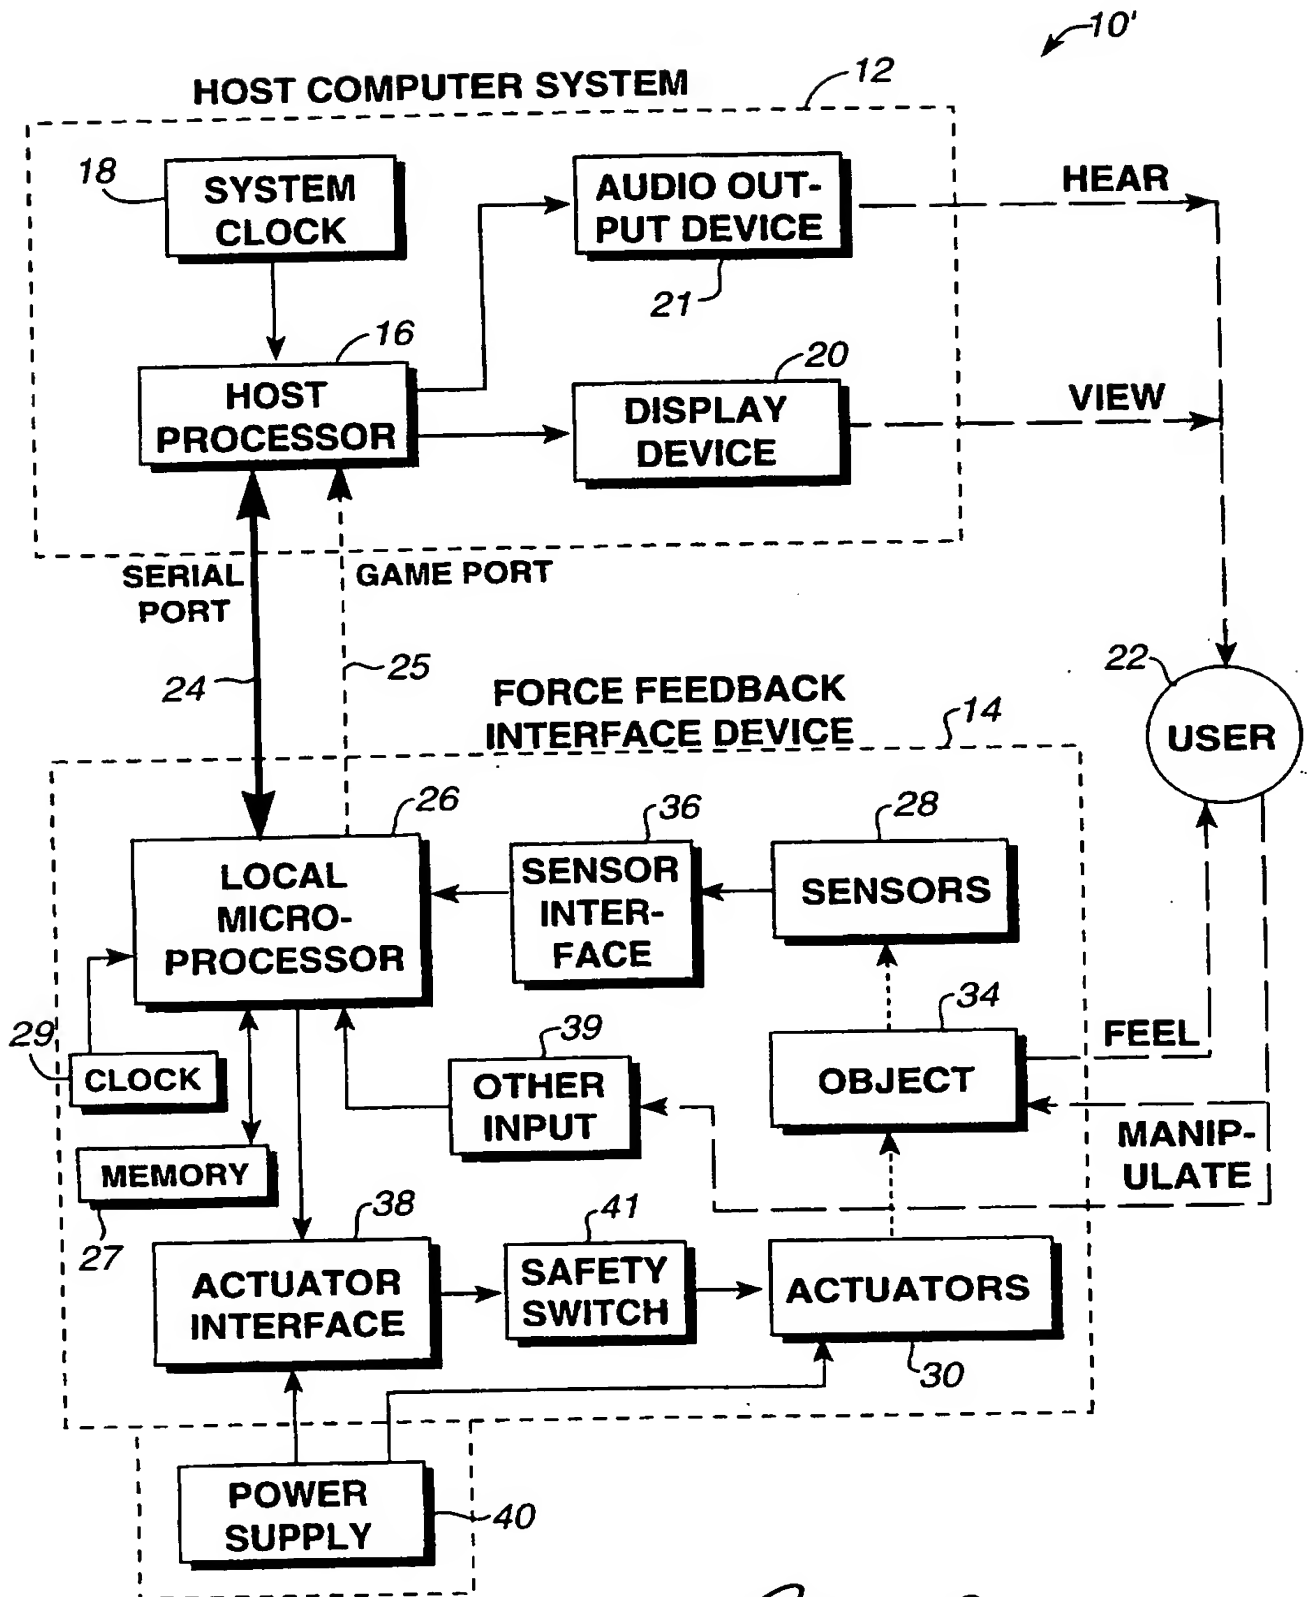 10'
HOST COMPUTER SYSTEM
12
18
SYSTEM
CLOCK
AUDIO OUT-
PUT DEVICE
21
HEAR
16
HOST
PROCESSOR
20
DISPLAY
DEVICE
VIEW
SERIAL
PORT
GAME PORT
24
25
22
USER
FORCE FEEDBACK
INTERFACE DEVICE
14
26
LOCAL
MICRO-
PROCESSOR
36
SENSOR
INTER-
FACE
28
SENSORS
29
CLOCK
39
OTHER
INPUT
34
OBJECT
FEEL
MANIP-
ULATE
MEMORY
27
38
ACTUATOR
INTERFACE
41
SAFETY
SWITCH
ACTUATORS
30
POWER
SUPPLY
40